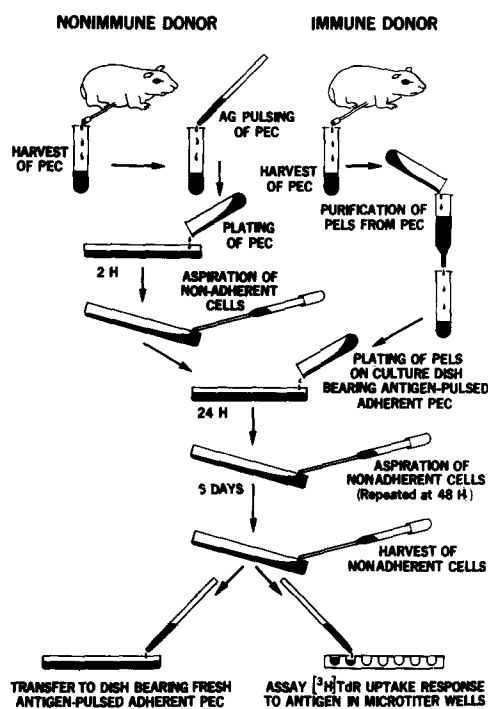 NONIMMUNE DONOR
IMMUNE DONOR
AG PULSING
OF PEC
HARVEST
OF PEC
HARVEST
OF PEC
PURIFICATION OF
PELS FROM PEC
PLATING
OF PEC
2 H
ASPIRATION OF
NON-ADHERENT
CELLS
PLATING OF PELS
ON CULTURE DISH
BEARING ANTIGEN-PULSED
ADHERENT PEC
24 H
ASPIRATION OF
NONADHERENT CELLS
(Repeated at 48 H)
5 DAYS
HARVEST OF
NONADHERENT CELLS
TRANSFER TO DISH BEARING FRESH
ANTIGEN-PULSED ADHERENT PEC
ASSAY [³H]TdR UPTAKE RESPONSE
TO ANTIGEN IN MICROTITER WELLS